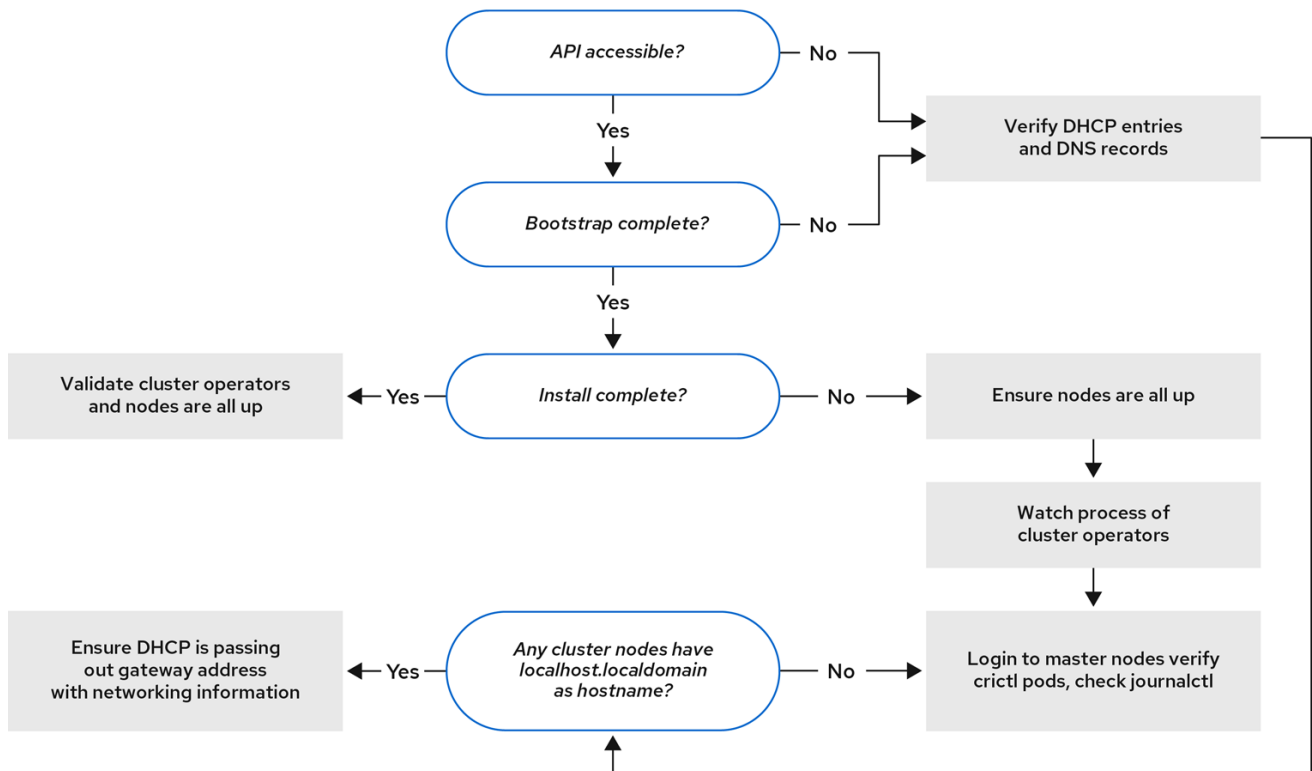 API accessible?
No
Verify DHCP entries
and DNS records
Yes
Bootstrap complete?
No
Yes
Validate cluster operators
and nodes are all up
Yes
Install complete?
No
Ensure nodes are all up
Watch process of
cluster operators
Ensure DHCP is passing
out gateway address
with networking information
Yes
Any cluster nodes have
localhost.localdomain
as hostname?
No
Login to master nodes verify
crictl pods, check journalctl